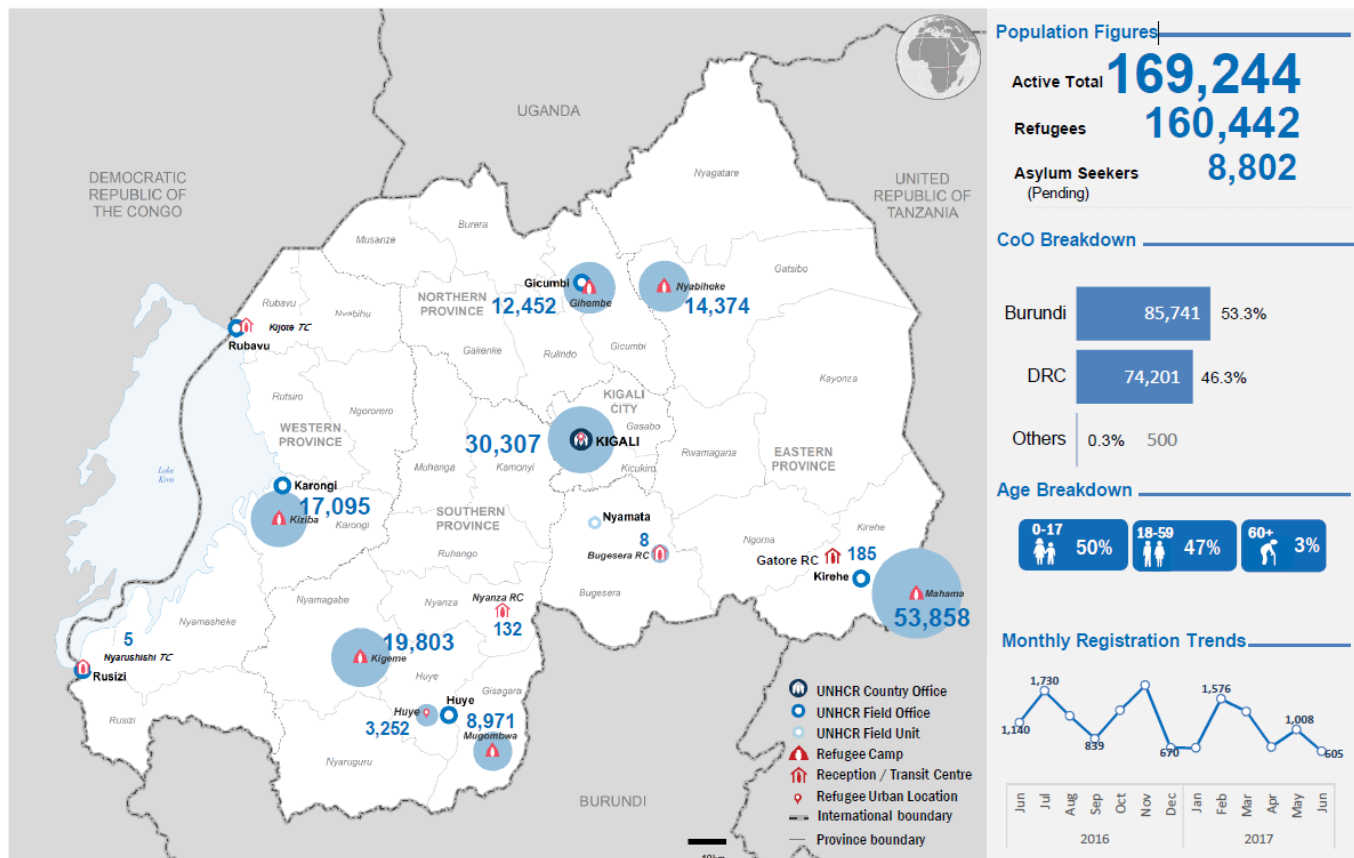 UGANDA
DEMOCRATIC
REPUBLIC OF
THE CONGO
UNITED
REPUBLIC OF
TANZANIA
Nyagatare
Burera
Musanze
Gatsibo
Gicumbi
12,452
Gihembe
Nyabiheke
14,374
NORTHERN
PROVINCE
Rubavu
Nyabihu
Kijote TC
Rubavu
Gakenke
Rulindo
Gicumbi
Kayonza
Rutsiro
Ngororero
KIGALI
CITY
Gasabo
WESTERN
PROVINCE
30,307
KIGALI
Kicukiro
Rwamagana
EASTERN
PROVINCE
Muhanga
Kamonyi
Lake
Kivu
Karongi
17,095
Kiziba
Karongi
SOUTHERN
PROVINCE
Ruhango
Nyamata
8
Bugesera RC
Bugesera
Ngoma
Kirehe
Gatore RC
185
Kirehe
Mahama
53,858
Nyamagabe
Nyanza
Nyanza RC
132
Nyamasheke
5
Nyarushishi TC
Rusizi
Rusizi
19,803
Kigeme
Huye
Gisagara
Huye
Huye
3,252
8,971
Mugombwa
Nyaruguru
BURUNDI
UNHCR Country Office
UNHCR Field Office
UNHCR Field Unit
Refugee Camp
Reception / Transit Centre
Refugee Urban Location
International boundary
Province boundary
Population Figures
Active Total 169,244
Refugees 160,442
Asylum Seekers 8,802
(Pending)
CoO Breakdown
Burundi 85,741 53.3%
DRC 74,201 46.3%
Others 0.3% 500
Age Breakdown
0-17 50%
18-59 47%
60+ 3%
Monthly Registration Trends
1,140
1,730
839
670
1,576
1,008
605
Jun Jul Aug Sep Oct Nov Dec Jan Feb Mar Apr May Jun
2016 2017